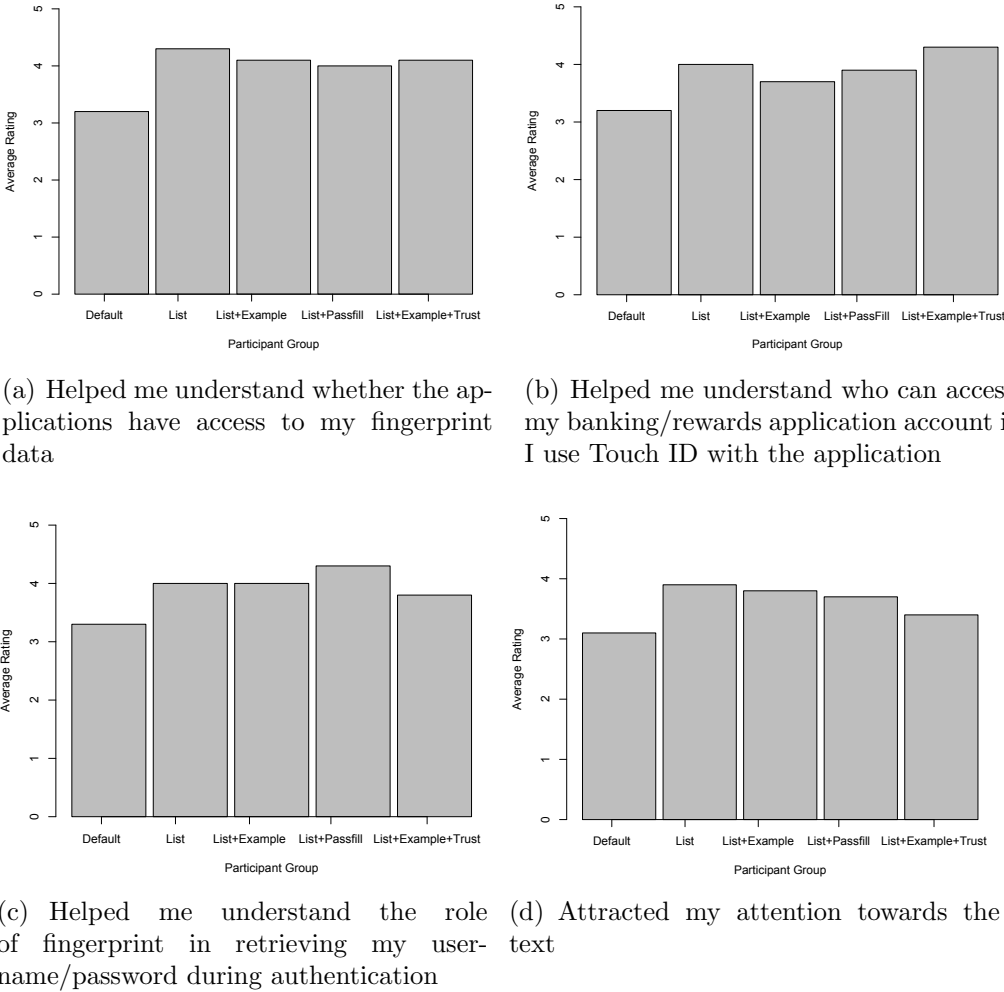 5
4
3
2
1
0
Average Rating
Default List List+Example List+Passfill List+Example+Trust
Participant Group
(a) Helped me understand whether the ap-
plications have access to my fingerprint
data
5
4
3
2
1
0
Average Rating
Default List List+Example List+PassFill List+Example+Trust
Participant Group
(b) Helped me understand who can acces
my banking/rewards application account i
I use Touch ID with the application
5
4
3
2
1
0
Average Rating
Default List List+Example List+Passfill List+Example+Trust
Participant Group
(c) Helped me understand the role
of fingerprint in retrieving my user-
name/password during authentication
5
4
3
2
1
0
Average Rating
Default List List+Example List+Passfill List+Example+Trust
Participant Group
(d) Attracted my attention towards the
text